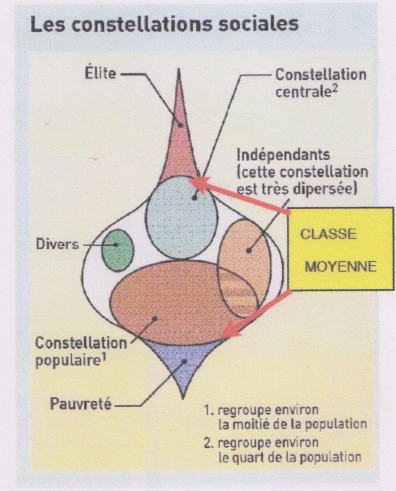 Les constellations sociales
Élite
Constellation
centrale²
Indépendants
(cette constellation
est très dispersée)
CLASSE
MOYENNE
Divers
Constellation
populaire¹
Pauvreté
1. regroupe environ
la moitié de la population
2. regroupe environ
le quart de la population